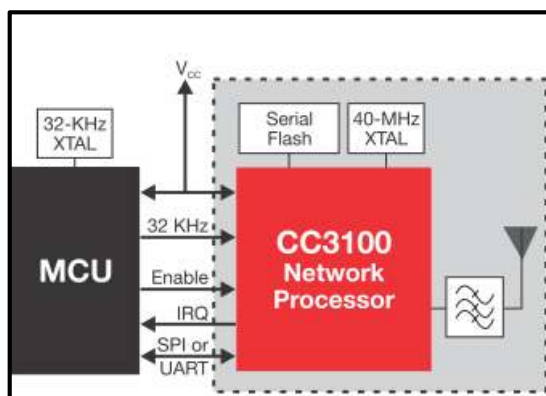 Vcc
32-KHz
XTAL
Serial
Flash
40-MHz
XTAL
32 KHz
MCU
CC3100
Network
Processor
Enable
IRQ
SPI or
UART